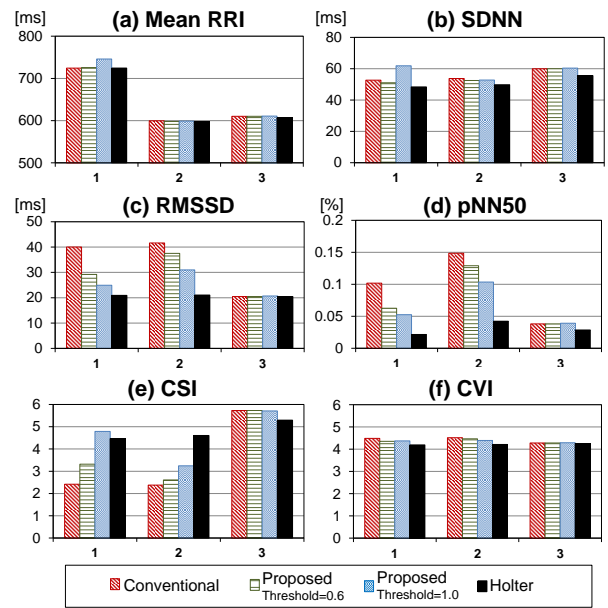 [ms] (a) Mean RRI
800
700
600
500
1 2 3
[ms] (b) SDNN
80
60
40
20
0
1 2 3
[ms] (c) RMSSD
50
40
30
20
10
0
1 2 3
[%] (d) pNN50
0.2
0.15
0.1
0.05
0
1 2 3
(e) CSI
6
5
4
3
2
1
0
1 2 3
(f) CVI
6
5
4
3
2
1
0
1 2 3
Conventional Proposed Threshold=0.6 Proposed Threshold=1.0 Holter